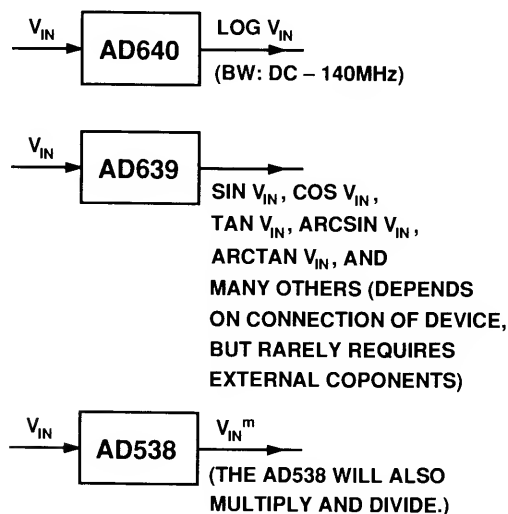 V_IN AD640 LOG V_IN
(BW: DC – 140MHz)
V_IN AD639
SIN V_IN, COS V_IN,
TAN V_IN, ARCSIN V_IN,
ARCTAN V_IN, AND
MANY OTHERS (DEPENDS
ON CONNECTION OF DEVICE,
BUT RARELY REQUIRES
EXTERNAL COPONENTS)
V_IN AD538 V_IN^m
(THE AD538 WILL ALSO
MULTIPLY AND DIVIDE.)